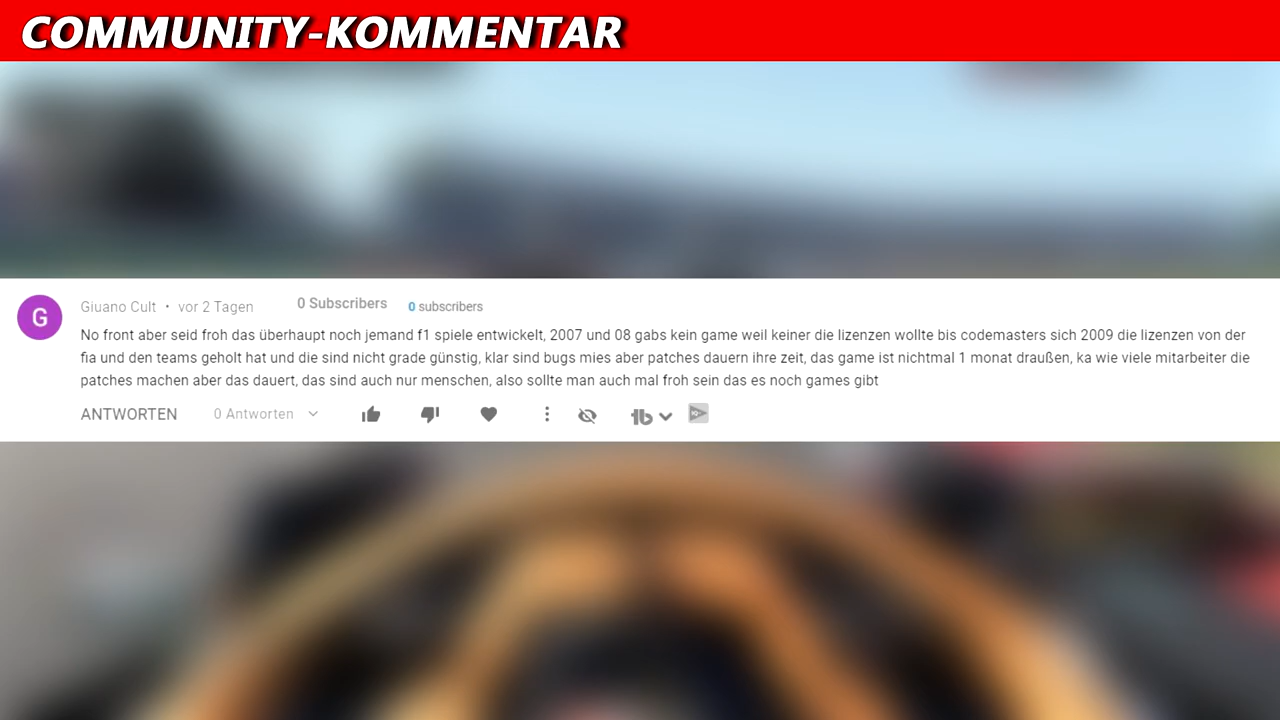 COMMUNITY-KOMMENTAR
G
Giuano Cult • vor 2 Tagen 0 Subscribers 0 subscribers
No front aber seid froh das überhaupt noch jemand f1 spiele entwickelt, 2007 und 08 gabs kein game weil keiner die lizenzen wollte bis codemasters sich 2009 die lizenzen von der
fia und den teams geholt hat und die sind nicht grade günstig, klar sind bugs mies aber patches dauern ihre zeit, das game ist nichtmal 1 monat draußen, ka wie viele mitarbeiter die
patches machen aber das dauert, das sind auch nur menschen, also sollte man auch mal froh sein das es noch games gibt
ANTWORTEN 0 Antworten